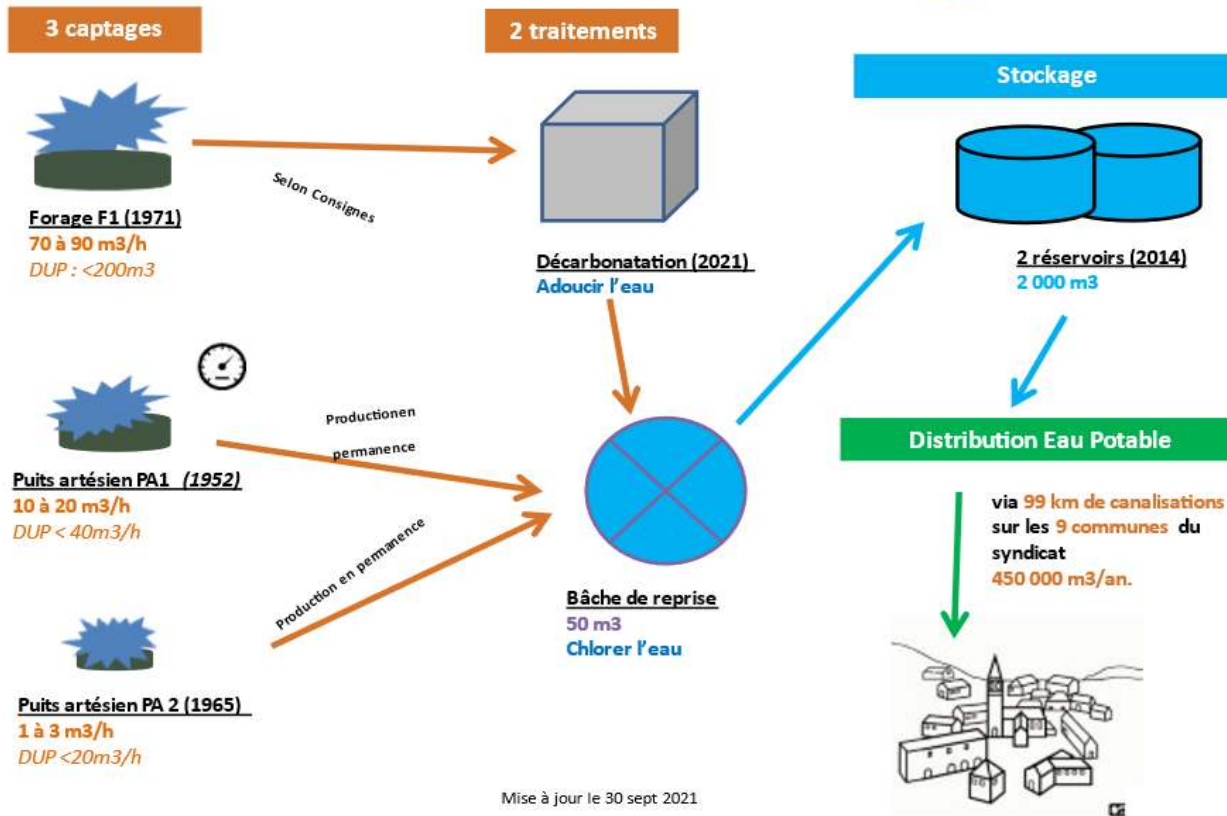 3 captages
2 traitements
Stockage
Forage F1 (1971)
70 à 90 m3/h
DUP : <200m3
Selon Consignes
Décarbonatation (2021)
Adoucir l'eau
2 réservoirs (2014)
2 000 m3
Puits artésien PA1 (1952)
10 à 20 m3/h
DUP < 40m3/h
Productionen
permanence
Production en permanence
Bâche de reprise
50 m3
Chlorer l'eau
Distribution Eau Potable
via 99 km de canalisations
sur les 9 communes du
syndicat
450 000 m3/an.
Puits artésien PA 2 (1965)
1 à 3 m3/h
DUP <20m3/h
Mise à jour le 30 sept 2021